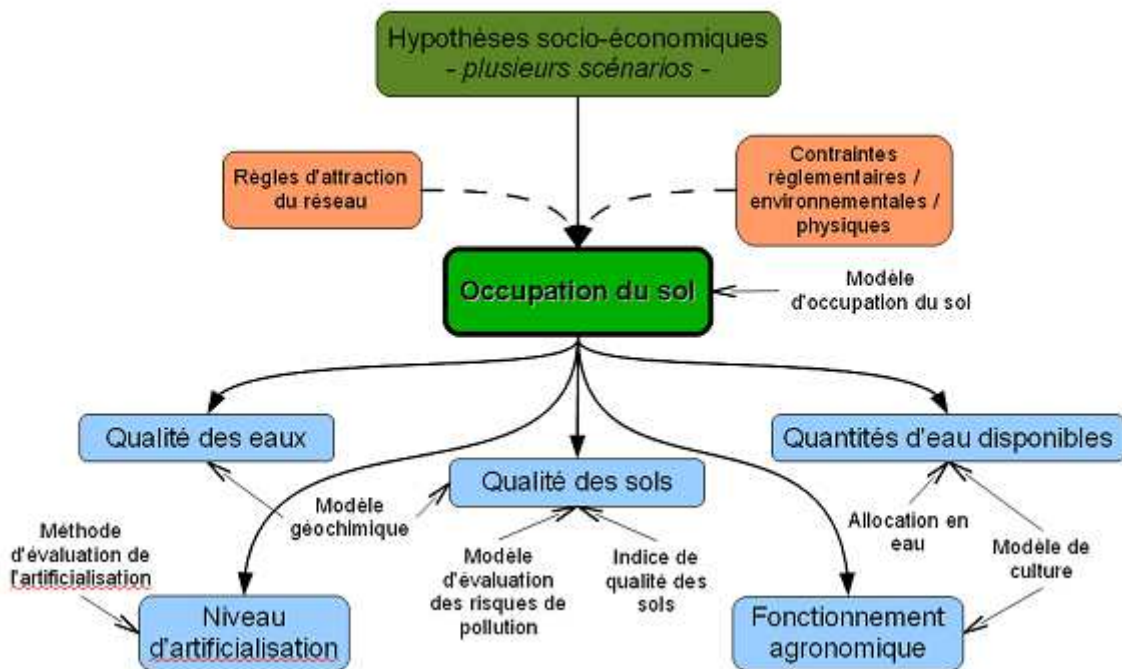 Hypothèses socio-économiques
- plusieurs scénarios -
Règles d'attraction
du réseau
Contraintes
règlementaires /
environnementales /
physiques
Occupation du sol
Modèle
d'occupation du sol
Qualité des eaux
Qualité des sols
Quantités d'eau disponibles
Modèle
géochimique
Méthode
d'évaluation de
l'artificialisation
Modèle
d'évaluation
des risques de
pollution
Indice de
qualité des
sols
Allocation en
eau
Modèle de
culture
Niveau
d'artificialisation
Fonctionnement
agronomique